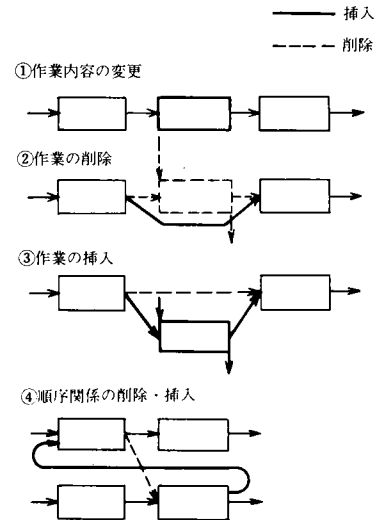 挿入
削除
①作業内容の変更
②作業の削除
③作業の挿入
④順序関係の削除・挿入